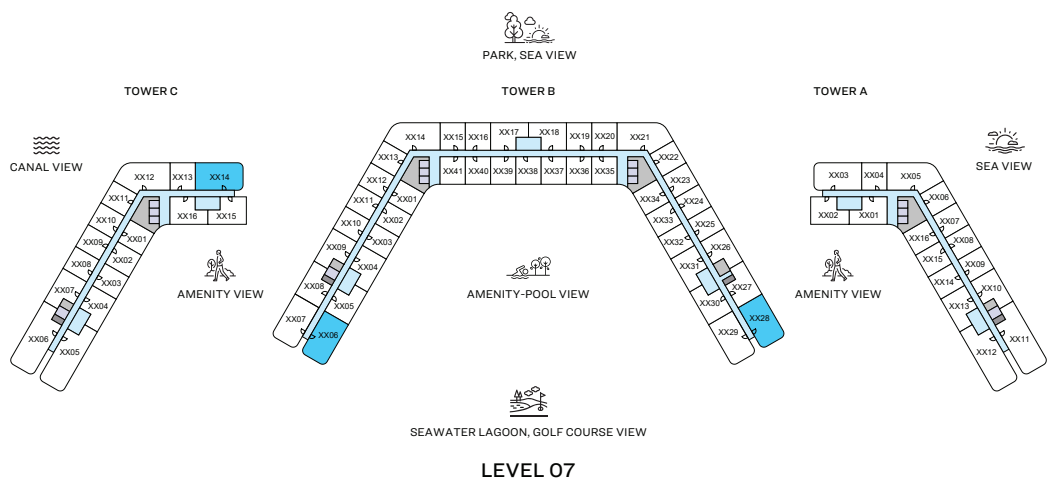 PARK, SEA VIEW
TOWER C
TOWER B
TOWER A
CANAL VIEW
SEA VIEW
XX12
XX13
XX14
XX11
XX16
XX15
XX10
XX01
XX09
XX02
XX08
XX03
XX07
XX04
XX06
XX05
AMENITY VIEW
XX14
XX15
XX16
XX17
XX18
XX19
XX20
XX21
XX13
XX41
XX40
XX39
XX38
XX37
XX36
XX35
XX22
XX12
XX01
XX34
XX23
XX11
XX02
XX33
XX24
XX10
XX03
XX32
XX25
XX09
XX04
XX31
XX26
XX08
XX05
XX30
XX27
XX07
XX06
XX29
XX28
AMENITY-POOL VIEW
XX03
XX04
XX05
XX02
XX01
XX06
XX16
XX07
XX15
XX08
XX14
XX09
XX13
XX10
XX12
XX11
AMENITY VIEW
SEAWATER LAGOON, GOLF COURSE VIEW
LEVEL 07